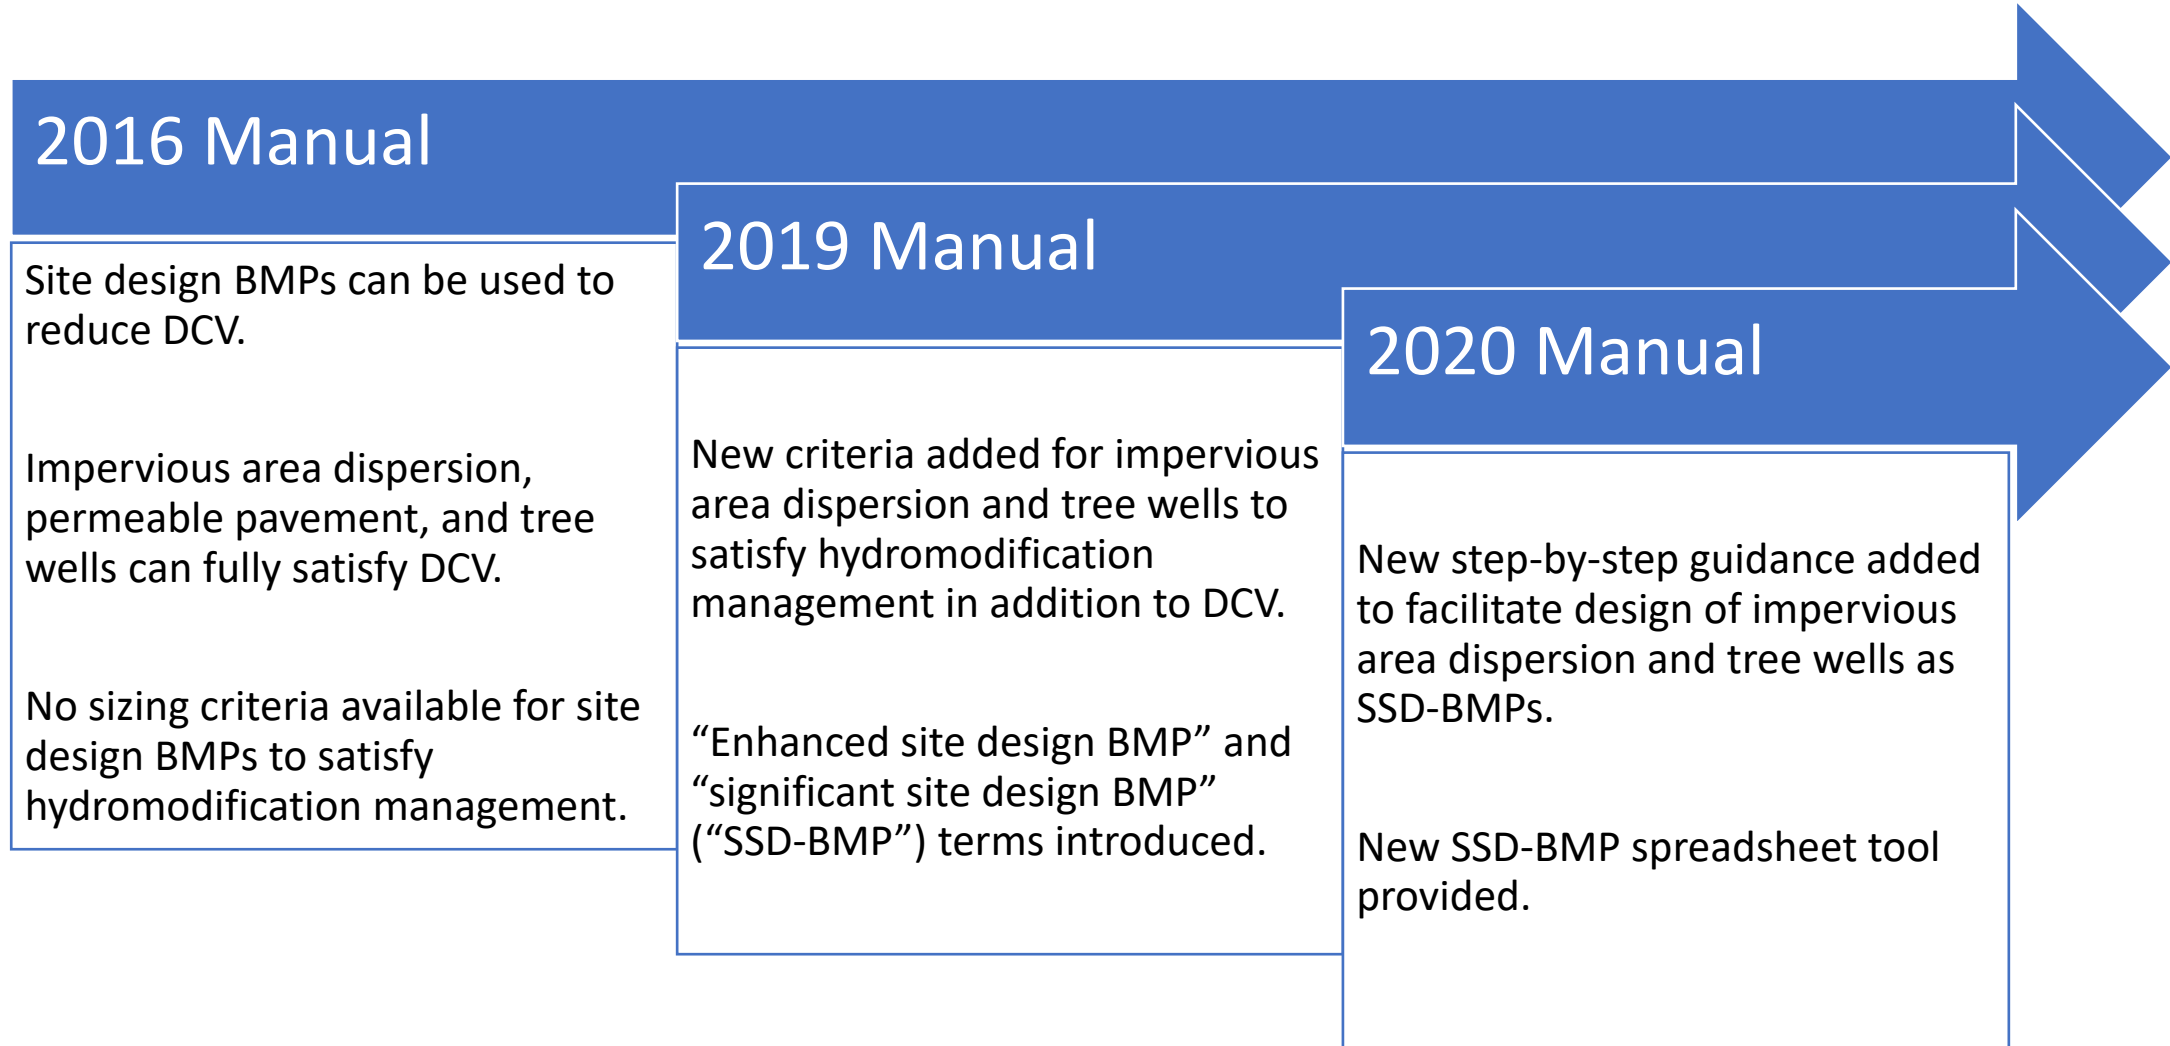 2016 Manual
Site design BMPs can be used to
reduce DCV.
Impervious area dispersion,
permeable pavement, and tree
wells can fully satisfy DCV.
No sizing criteria available for site
design BMPs to satisfy
hydromodification management.
2019 Manual
New criteria added for impervious
area dispersion and tree wells to
satisfy hydromodification
management in addition to DCV.
“Enhanced site design BMP” and
“significant site design BMP”
(“SSD-BMP”) terms introduced.
2020 Manual
New step-by-step guidance added
to facilitate design of impervious
area dispersion and tree wells as
SSD-BMPs.
New SSD-BMP spreadsheet tool
provided.